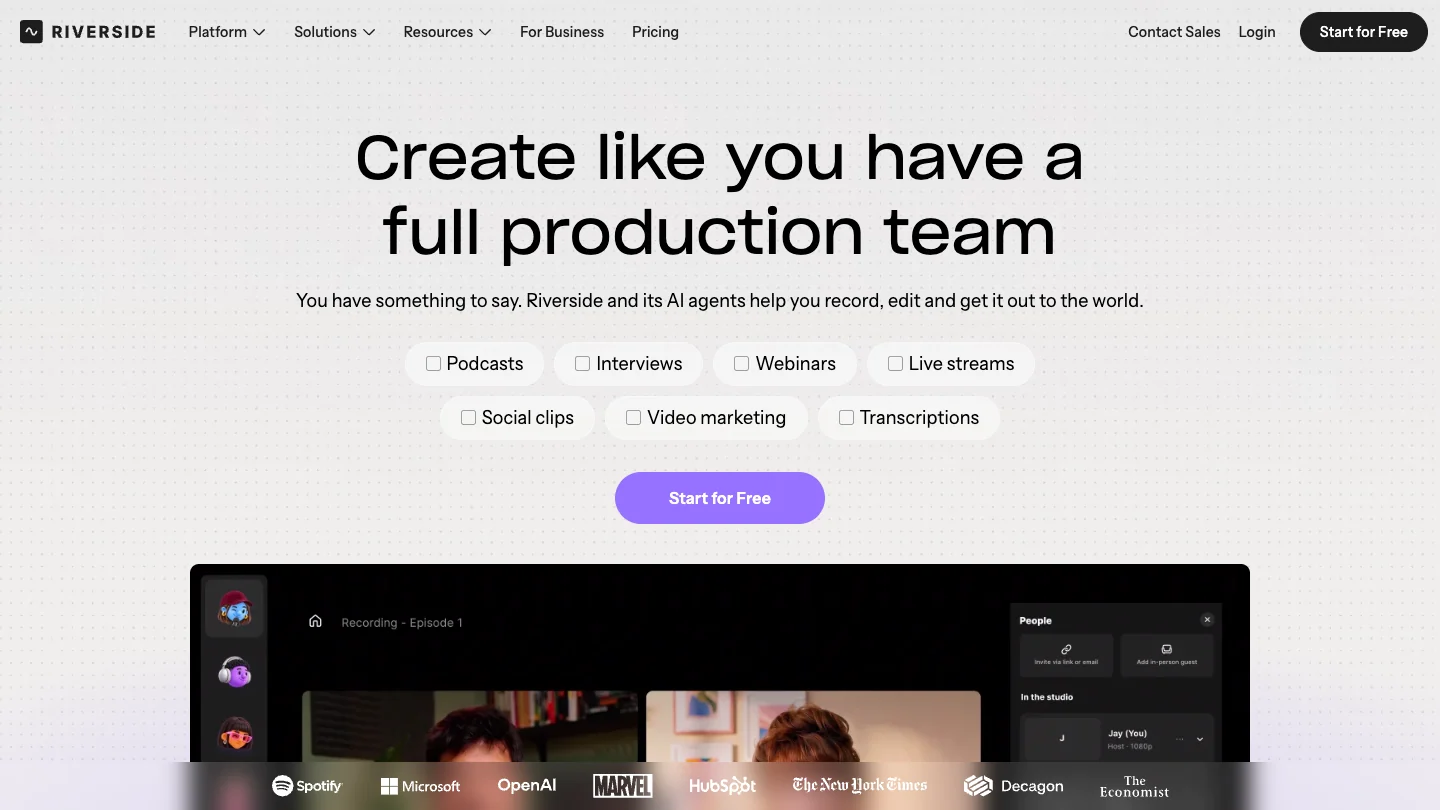 RIVERSIDE Platform Solutions Resources For Business Pricing Contact Sales Login Start for Free
Create like you have a
full production team
You have something to say. Riverside and its AI agents help you record, edit and get it out to the world.
Podcasts Interviews Webinars Live streams
Social clips Video marketing Transcriptions
Start for Free
Recording - Episode 1
People
Invite via link or email Add in-person guest
In the studio
J
Jay (You)
Host · 1080p
Spotify Microsoft OpenAI MARVEL HubSpot The New York Times Decagon
The
Economist